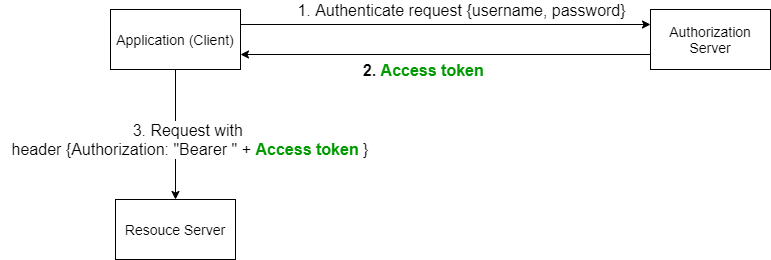 1. Authenticate request {username, password}
Application (Client)
Authorization
Server
2. Access token
3. Request with
header {Authorization: "Bearer " + Access token }
Resouce Server